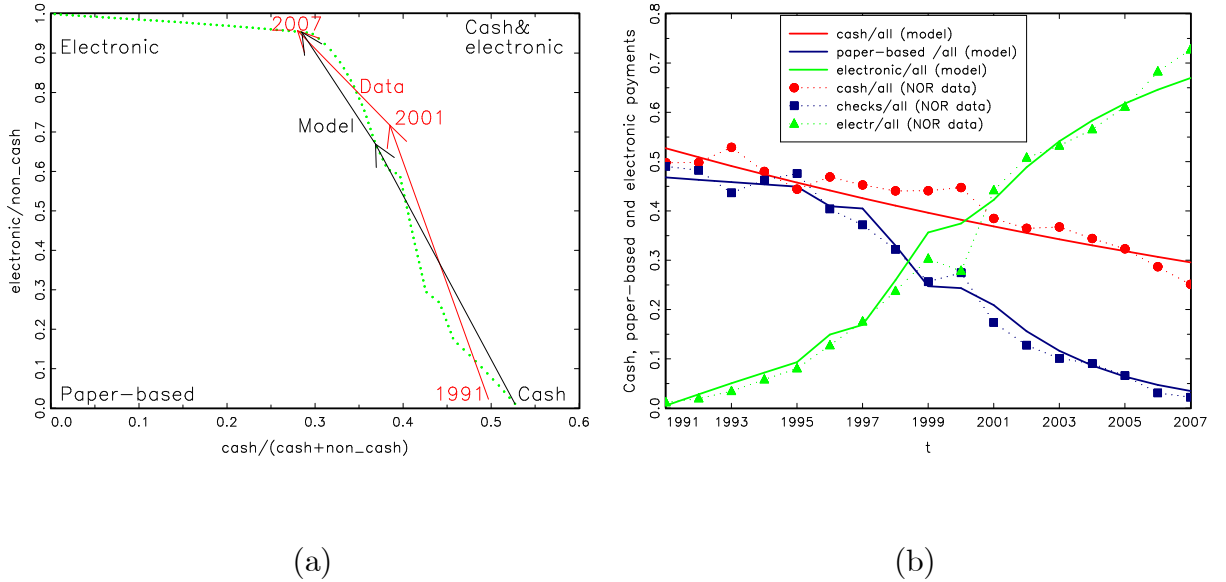 1.0
0.9
0.8
0.7
0.6
0.5
0.4
0.3
0.2
0.1
0.0
electronic/non_cash
2007
Cash&
Electronic
electronic
Data
Model
2001
1991
Paper-based
Cash
0.0 0.1 0.2 0.3 0.4 0.5 0.6
cash/(cash+non_cash)
(a)
0.8
0.7
0.6
0.5
0.4
0.3
0.2
0.1
0.0
Cash, paper-based and electronic payments
cash/all (model)
paper-based /all (model)
electronic/all (model)
cash/all (NOR data)
checks/all (NOR data)
electr/all (NOR data)
1991 1993 1995 1997 1999 2001 2003 2005 2007
t
(b)